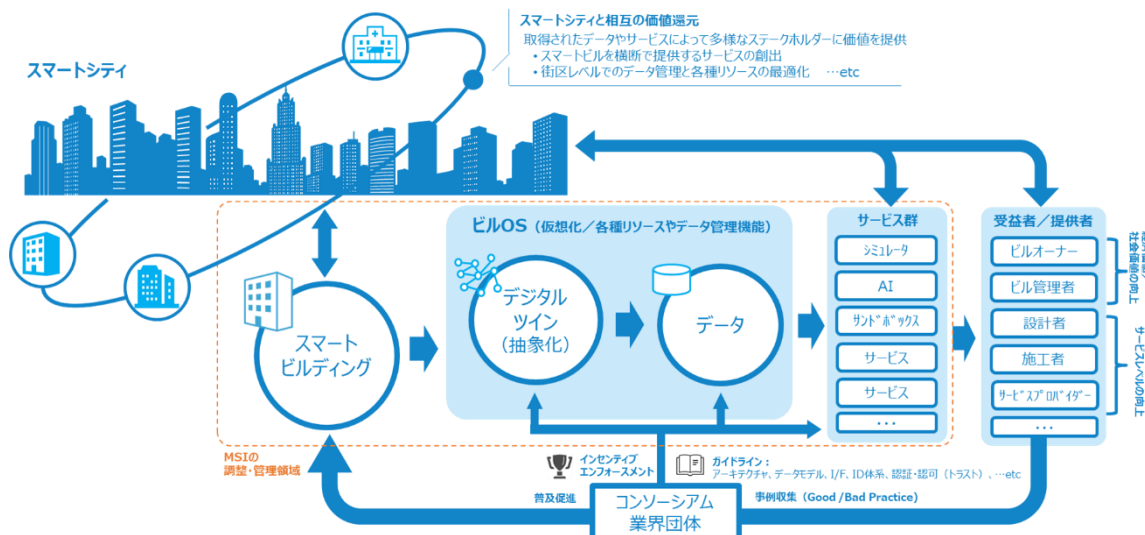 スマートシティと相互の価値還元
取得されたデータやサービスによって多様なステークホルダーに価値を提供
・スマートビルを横断で提供するサービスの創出
・街区レベルでのデータ管理と各種リソースの最適化 …etc
スマートシティ
ビルOS（仮想化／各種リソースやデータ管理機能）
サービス群
受益者／提供者
シミュレータ
ビルオーナー
AI
ビル管理者
社会価値の向上
デジタル
ツイン
（抽象化）
データ
サンドボックス
設計者
スマート
ビルディング
サービス
施工者
サービス
サービスプロバイダー
サービスレベルの向上
...
...
MSIの
調整・管理領域
インセンティブ
エンフォースメント
ガイドライン：
アーキテクチャ、データモデル、I/F、ID体系、認証・認可（トラスト）、…etc
普及促進
コンソーシアム
業界団体
事例収集（Good /Bad Practice）